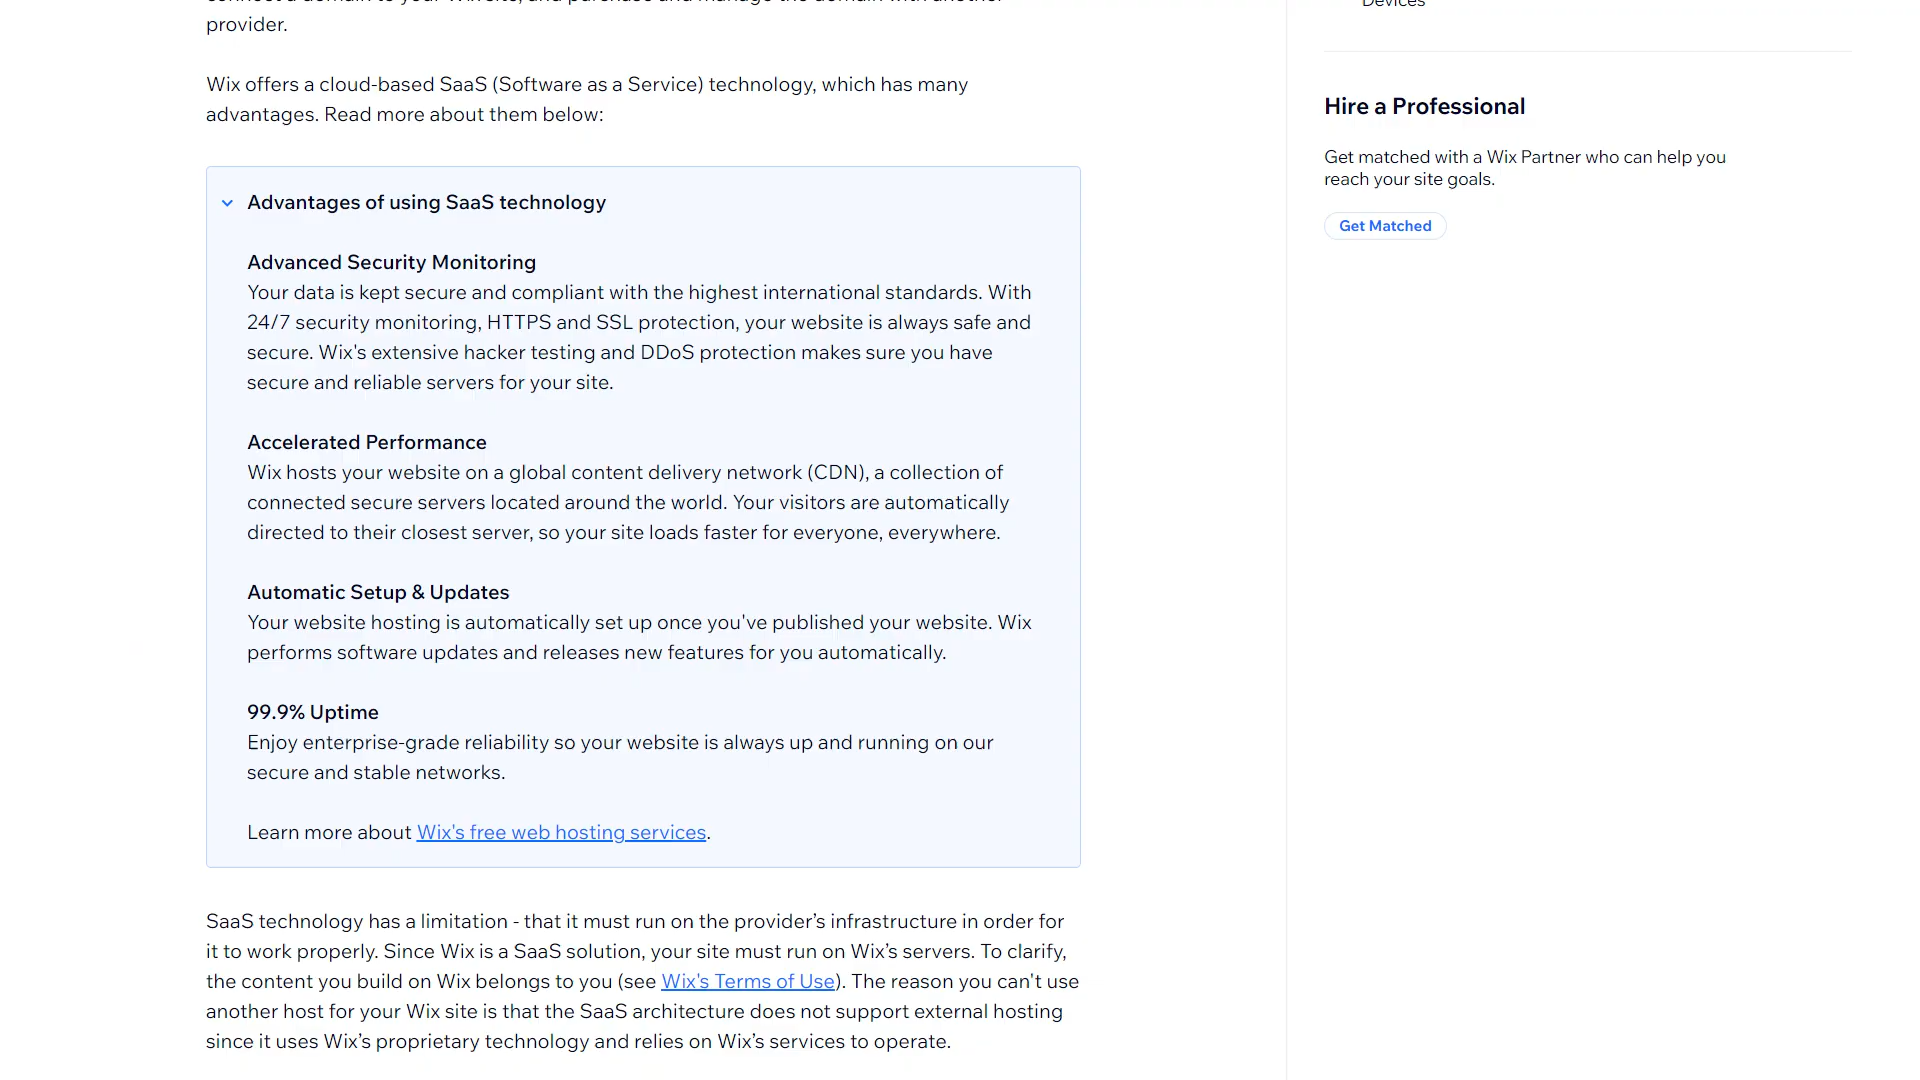 provider.
Wix offers a cloud-based SaaS (Software as a Service) technology, which has many
advantages. Read more about them below:
Advantages of using SaaS technology
Advanced Security Monitoring
Your data is kept secure and compliant with the highest international standards. With
24/7 security monitoring, HTTPS and SSL protection, your website is always safe and
secure. Wix's extensive hacker testing and DDoS protection makes sure you have
secure and reliable servers for your site.
Accelerated Performance
Wix hosts your website on a global content delivery network (CDN), a collection of
connected secure servers located around the world. Your visitors are automatically
directed to their closest server, so your site loads faster for everyone, everywhere.
Automatic Setup & Updates
Your website hosting is automatically set up once you've published your website. Wix
performs software updates and releases new features for you automatically.
99.9% Uptime
Enjoy enterprise-grade reliability so your website is always up and running on our
secure and stable networks.
Learn more about Wix's free web hosting services.
SaaS technology has a limitation - that it must run on the provider’s infrastructure in order for
it to work properly. Since Wix is a SaaS solution, your site must run on Wix’s servers. To clarify,
the content you build on Wix belongs to you (see Wix's Terms of Use). The reason you can't use
another host for your Wix site is that the SaaS architecture does not support external hosting
since it uses Wix’s proprietary technology and relies on Wix’s services to operate.
Devices
Hire a Professional
Get matched with a Wix Partner who can help you
reach your site goals.
Get Matched